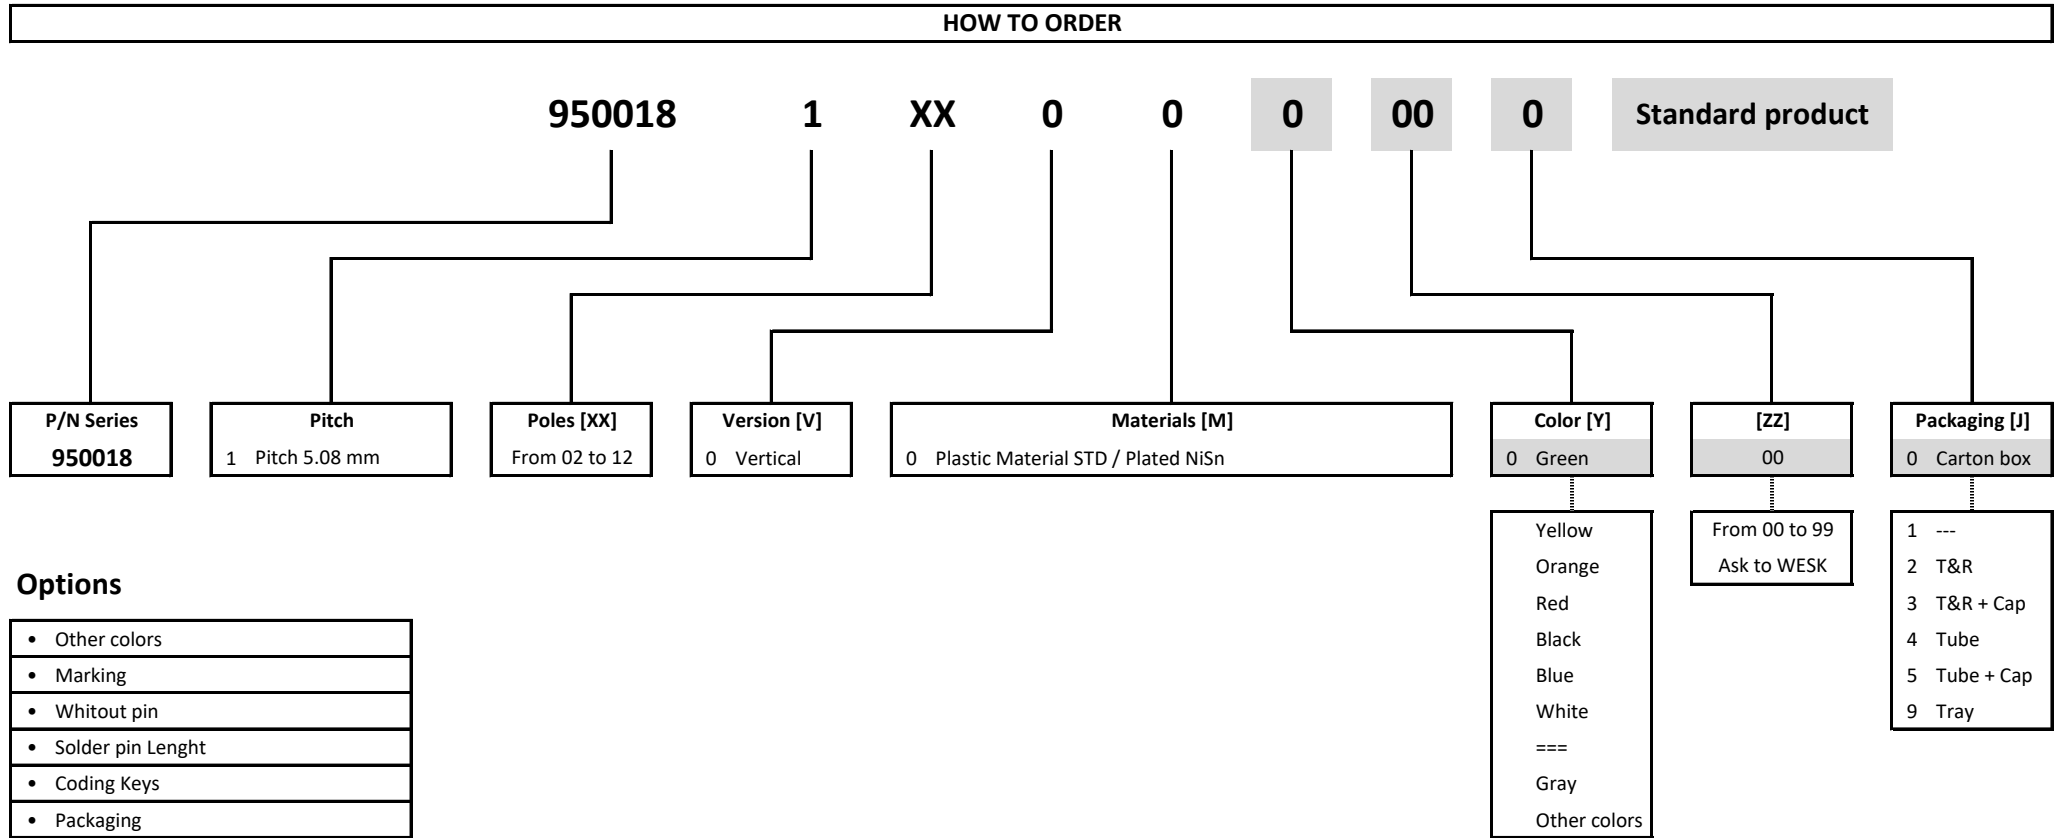 HOW TO ORDER
950018 1 XX 0 0 0 00 0 Standard product
P/N Series
950018
Pitch
1 Pitch 5.08 mm
Poles [XX]
From 02 to 12
Version [V]
0 Vertical
Materials [M]
0 Plastic Material STD / Plated NiSn
Color [Y]
0 Green
Yellow
Orange
Red
Black
Blue
White
===
Gray
Other colors
[ZZ]
00
From 00 to 99
Ask to WESK
Packaging [J]
0 Carton box
1 ---
2 T&R
3 T&R + Cap
4 Tube
5 Tube + Cap
9 Tray
Options
• Other colors
• Marking
• Whitout pin
• Solder pin Lenght
• Coding Keys
• Packaging